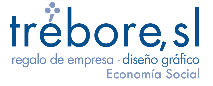 trébore, sl
regalo de empresa - diseño gráfico
Economía Social